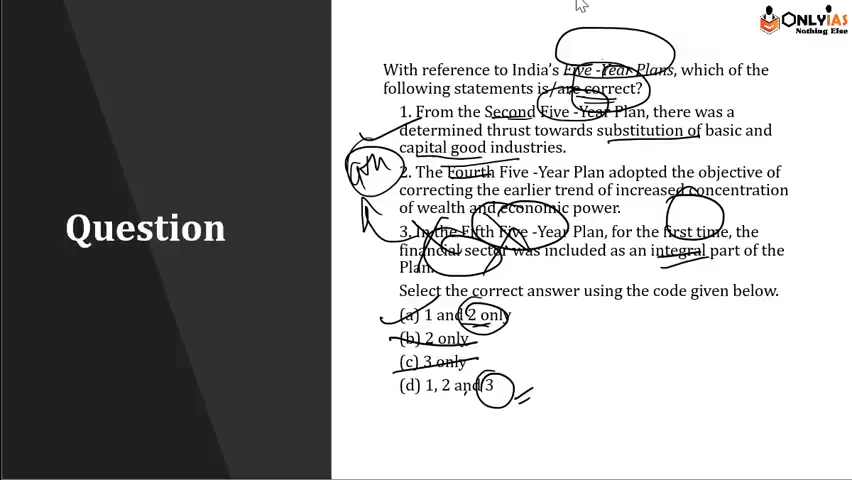 ONLYIAS
Nothing Else
With reference to India's Five -Year Plans, which of the
following statements is/are correct?
1. From the Second Five -Year Plan, there was a
determined thrust towards substitution of basic and
capital good industries.
2. The Fourth Five -Year Plan adopted the objective of
correcting the earlier trend of increased concentration
of wealth and economic power.
3. In the Fifth Five -Year Plan, for the first time, the
financial sector was included as an integral part of the
Plan.
Question
Select the correct answer using the code given below.
(a) 1 and 2 only
(b) 2 only
(c) 3 only
(d) 1, 2 and 3